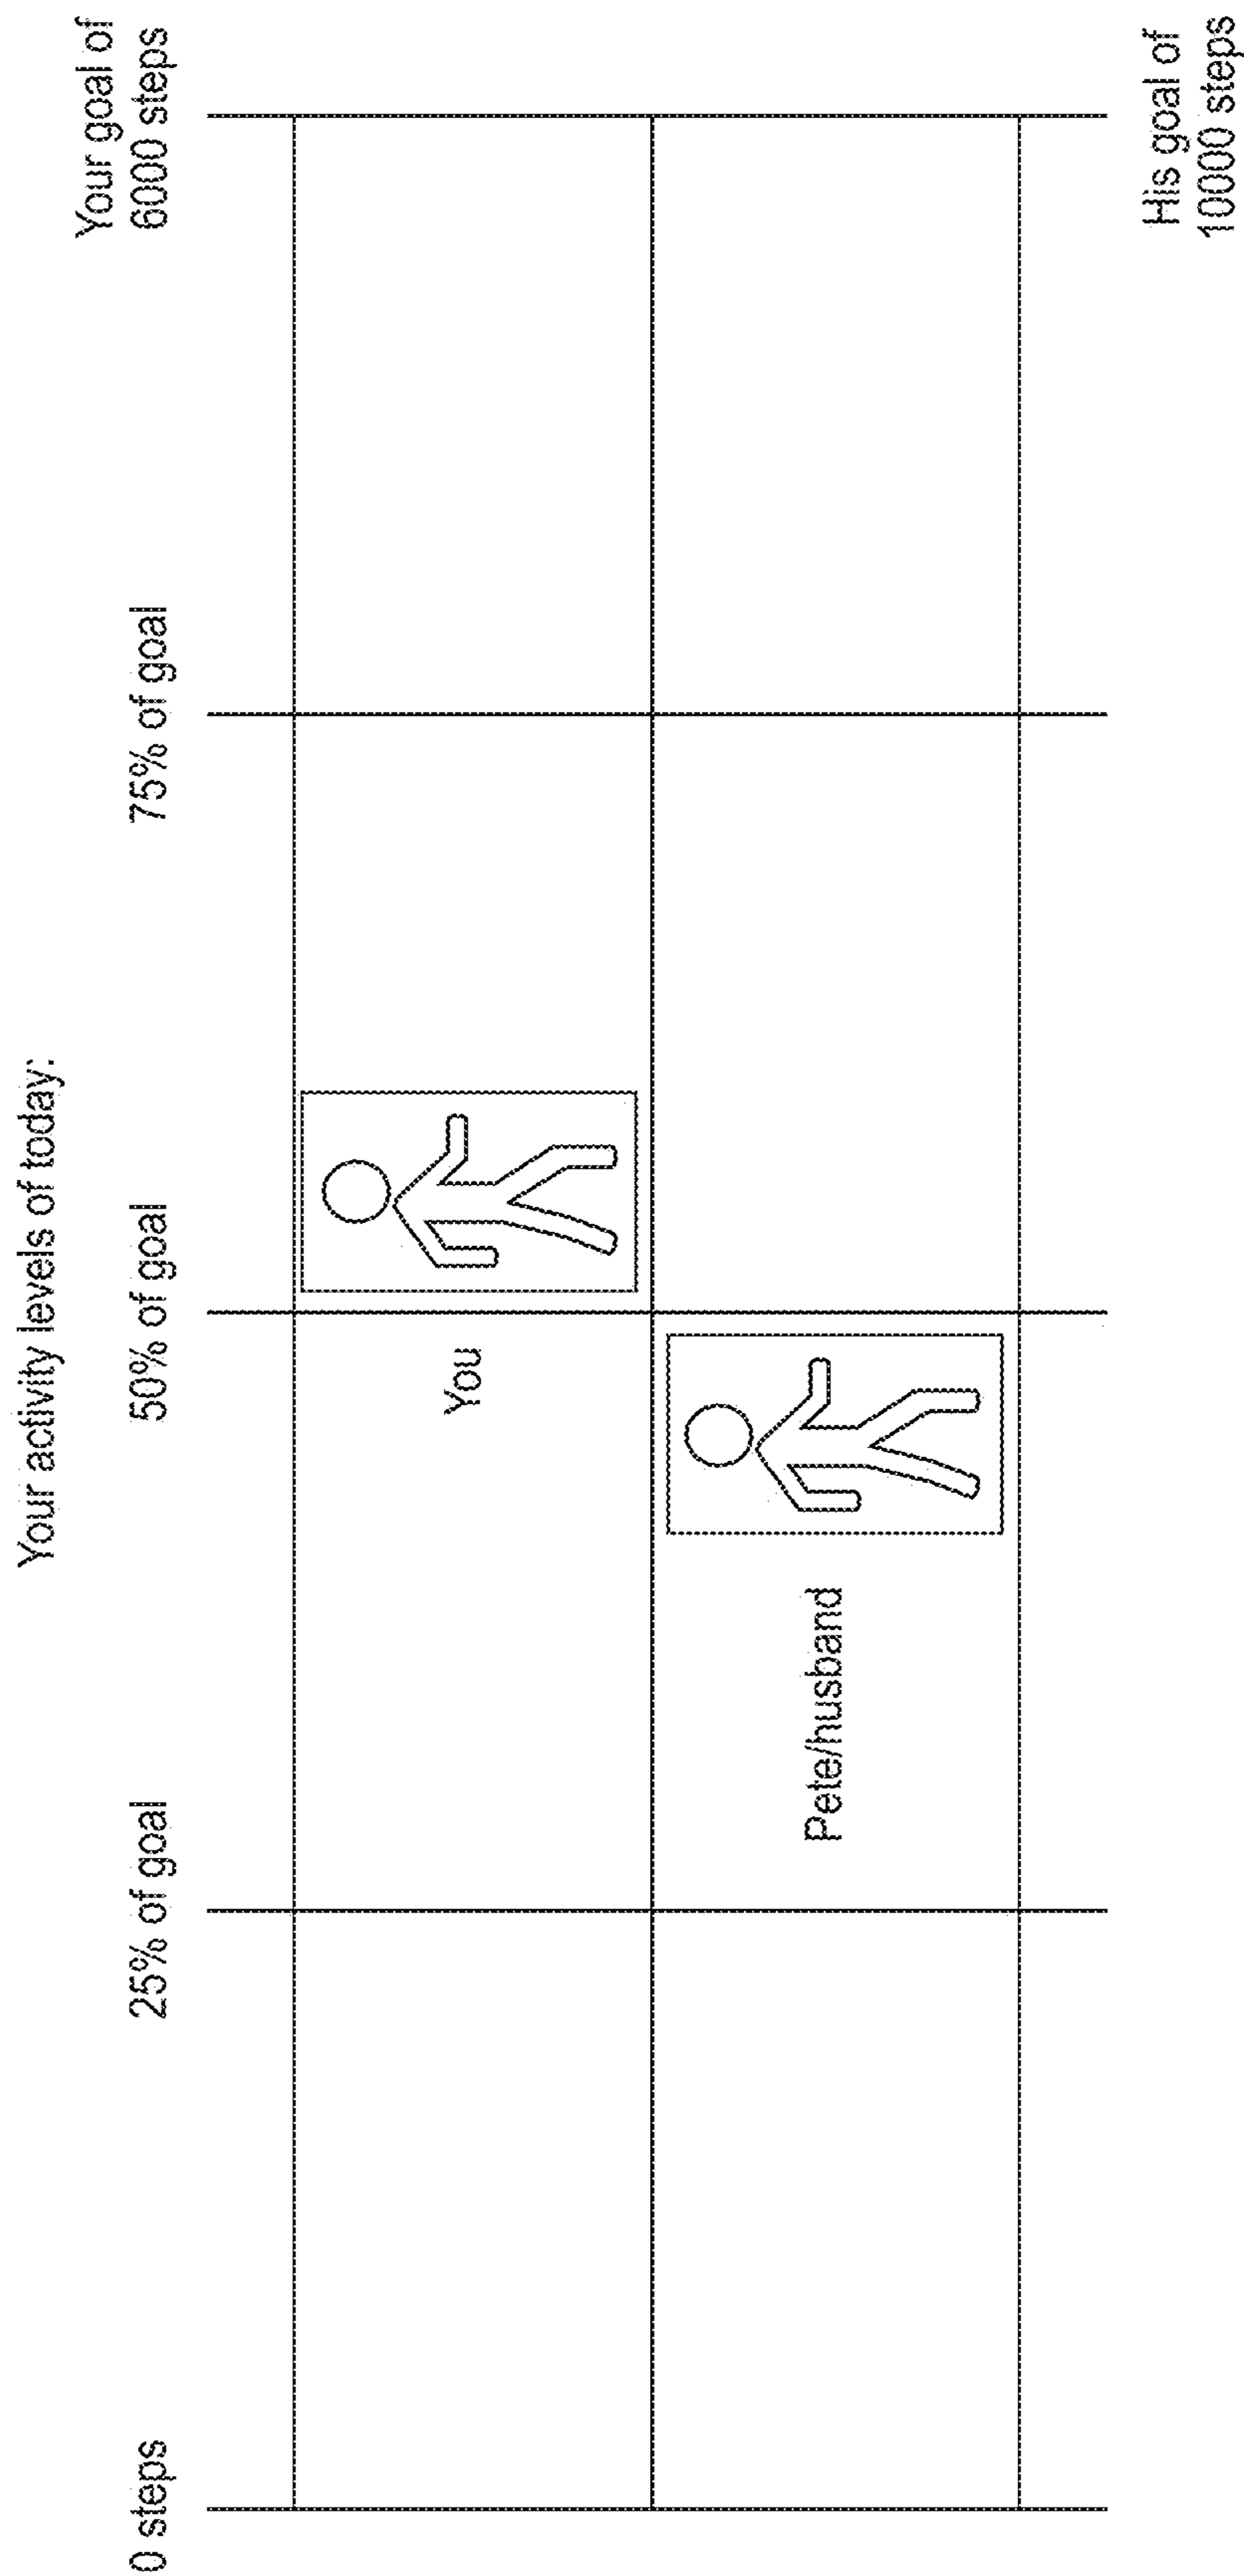 Your activity levels of today:
Your goal of
6000 steps
0 steps
25% of goal
50% of goal
75% of goal
You
Pete/husband
His goal of
10000 steps